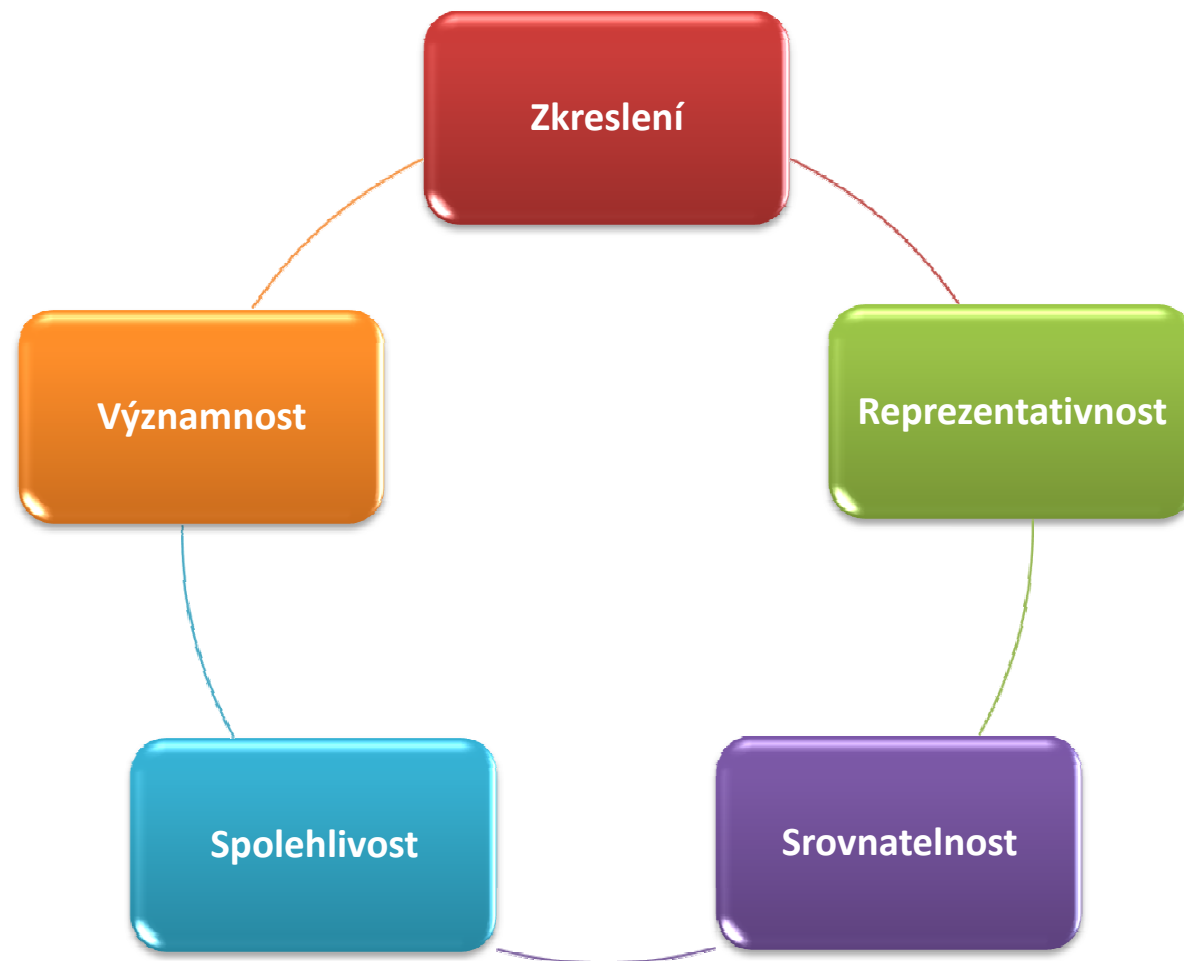 Zkreslení
Významnost
Reprezentativnost
Spolehlivost
Srovnatelnost